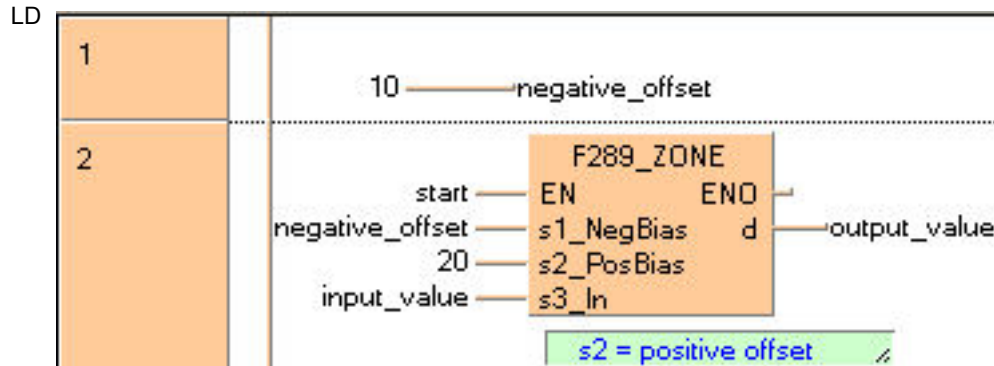 LD
1
10 negative_offset
2
F289_ZONE
start EN ENO
negative_offset s1_NegBias d output_value
20 s2_PosBias
input_value s3_In
s2 = positive offset